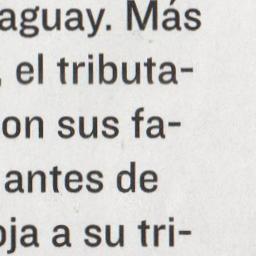 aguay. Más
, el tributa-
on sus fa-
antes de
oja a su tri-